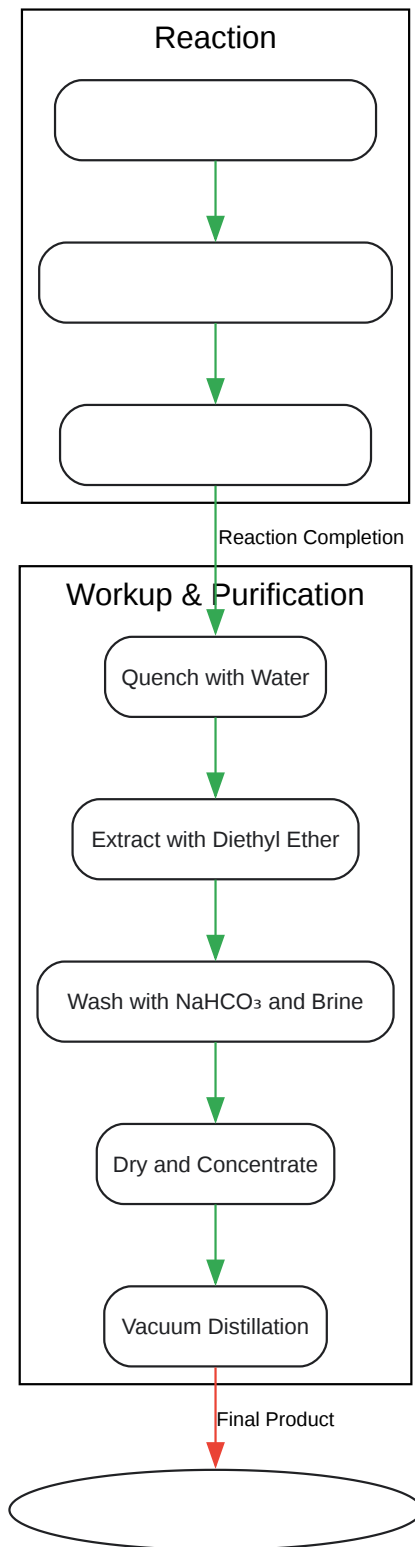 Reaction
Reaction Completion
Workup & Purification
Quench with Water
Extract with Diethyl Ether
Wash with NaHCO₃ and Brine
Dry and Concentrate
Vacuum Distillation
Final Product